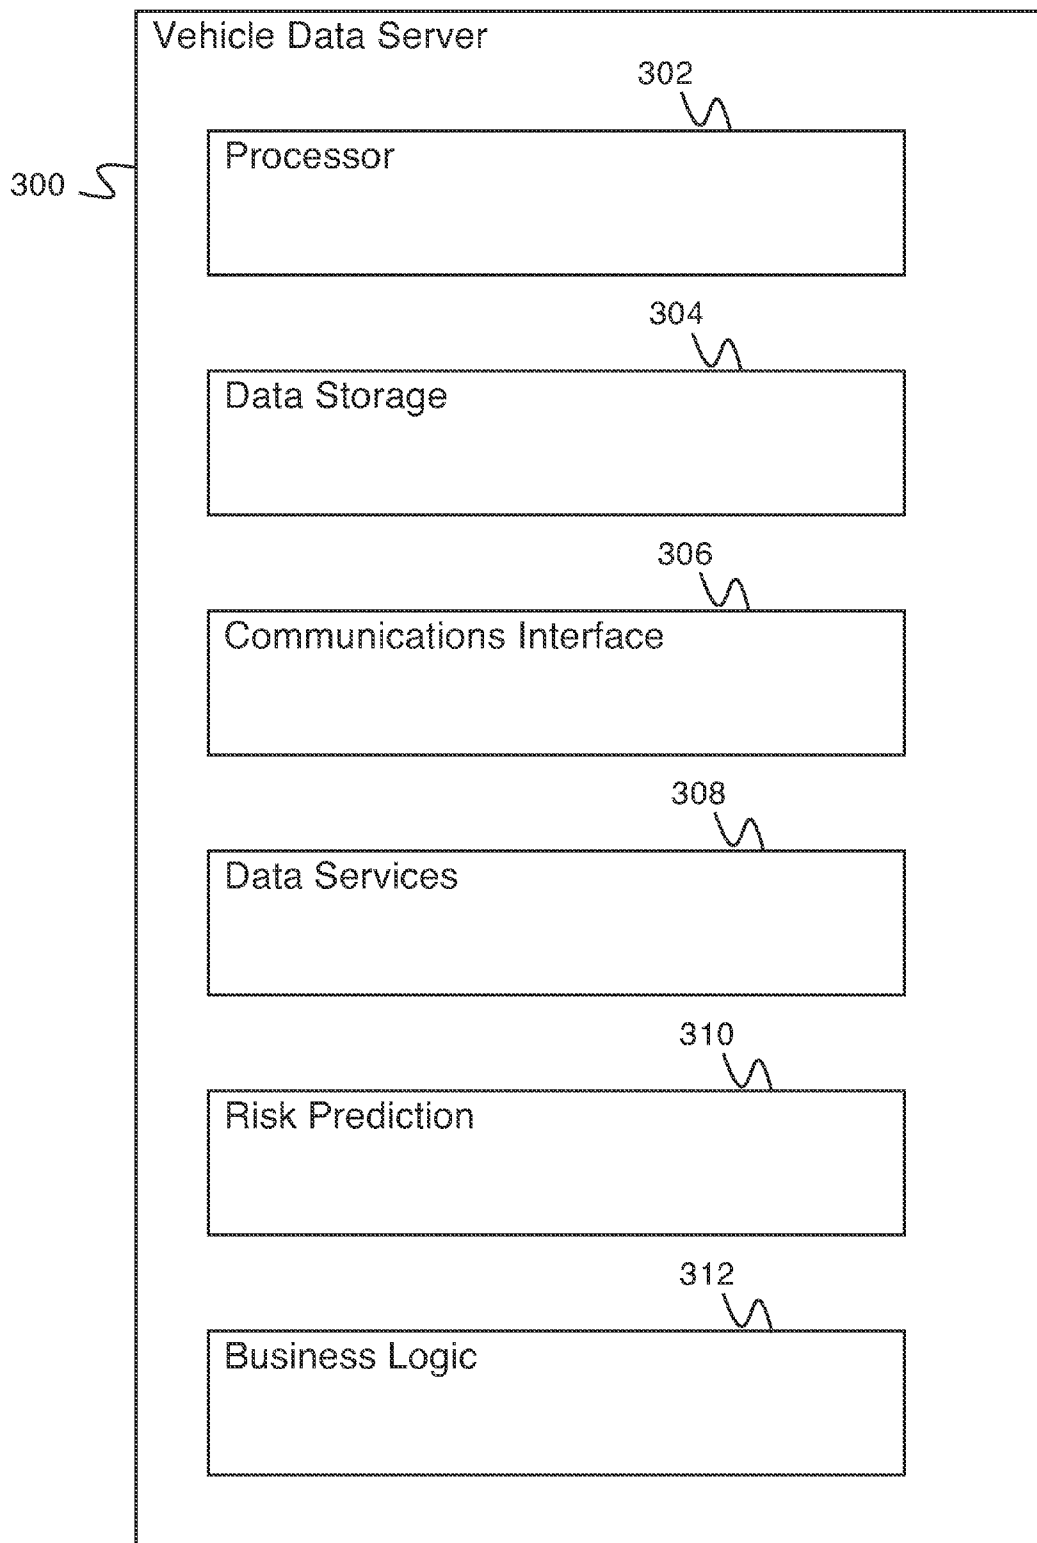 Vehicle Data Server
302
Processor
300
304
Data Storage
306
Communications Interface
308
Data Services
310
Risk Prediction
312
Business Logic